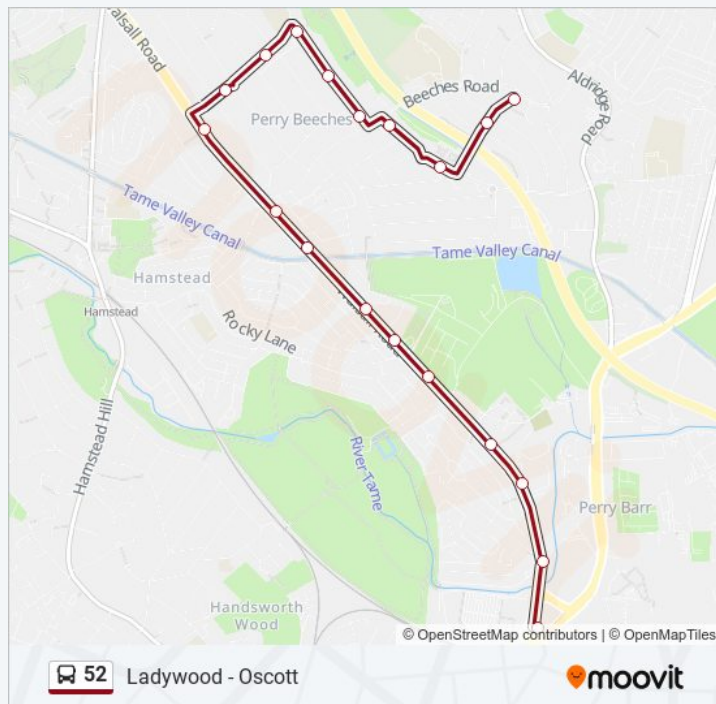 Walsall Road
Beeches Road
Aldridge Road
Perry Beeches
Tame Valley Canal
Tame Valley Canal
Hamstead
Hamstead
Rocky Lane
Hamstead Hill
River Tame
Perry Barr
Handsworth
Wood
© OpenStreetMap contributors | © OpenMapTiles
52 Ladywood - Oscott
moovit